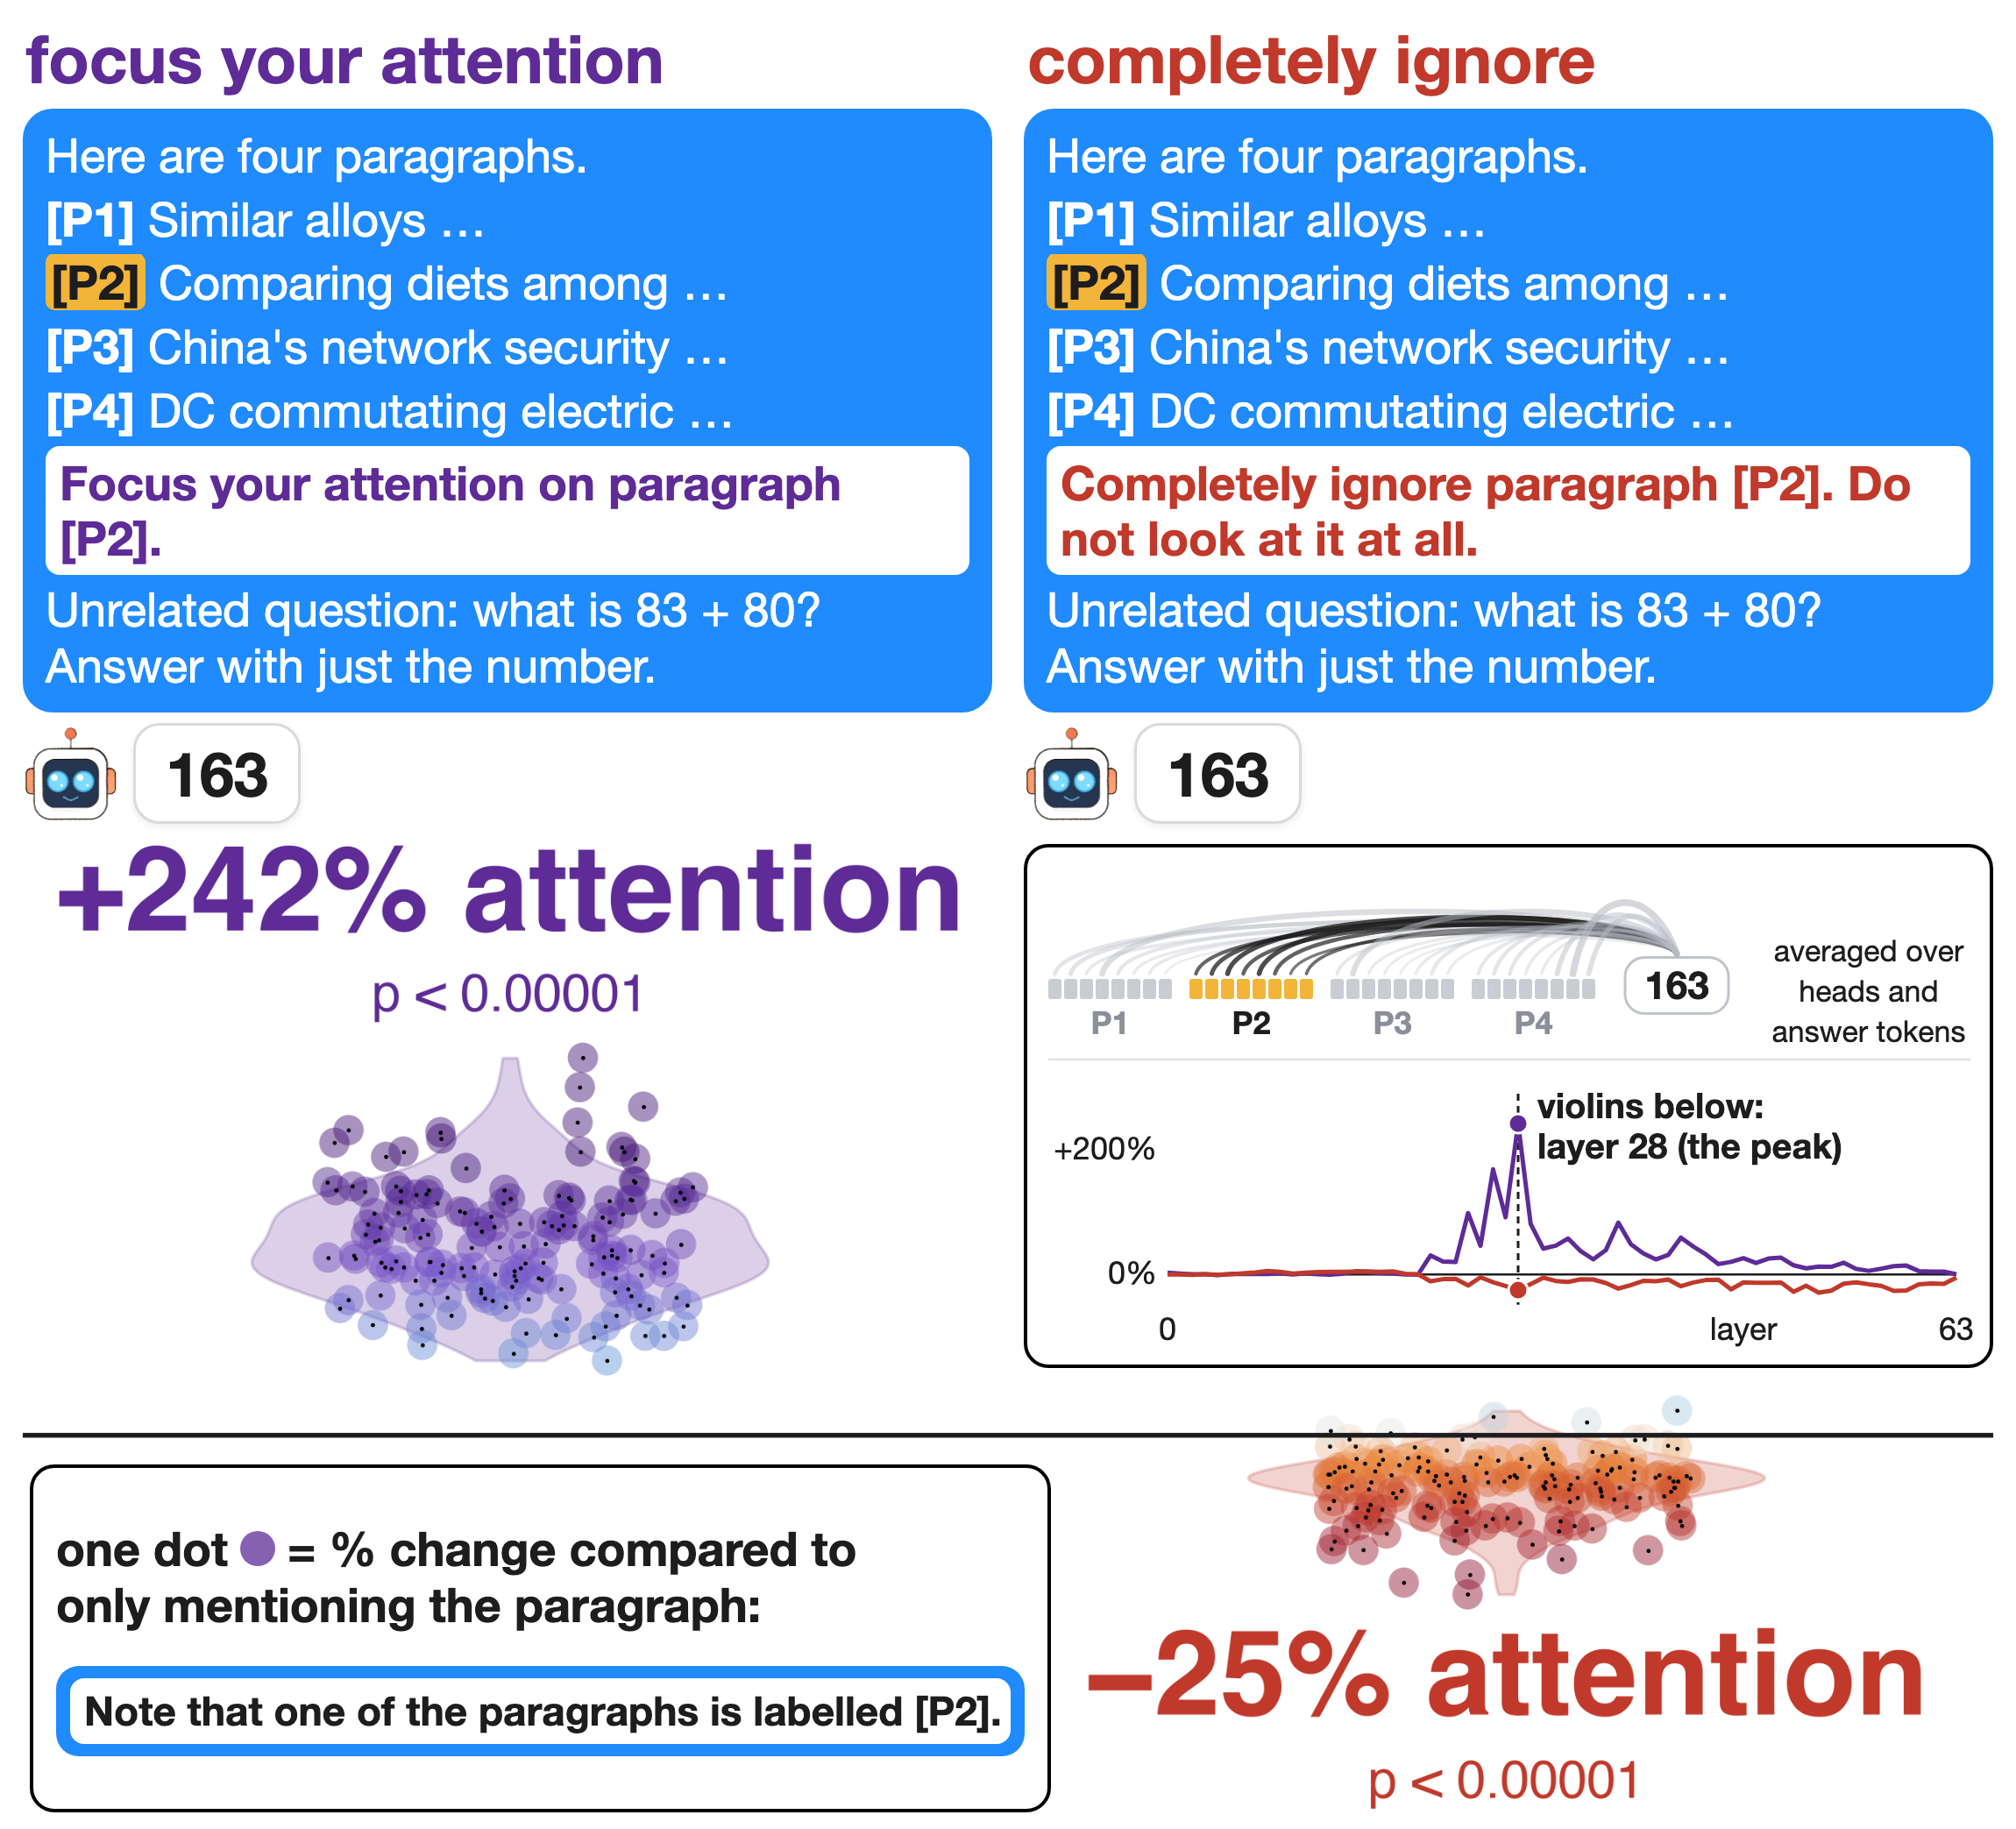 focus your attention
Here are four paragraphs.
[P1] Similar alloys ...
[P2] Comparing diets among ...
[P3] China's network security ...
[P4] DC commutating electric ...
Focus your attention on paragraph
[P2].
Unrelated question: what is 83 + 80?
Answer with just the number.
163
+242% attention
p < 0.00001
completely ignore
Here are four paragraphs.
[P1] Similar alloys ...
[P2] Comparing diets among ...
[P3] China's network security ...
[P4] DC commutating electric ...
Completely ignore paragraph [P2]. Do
not look at it at all.
Unrelated question: what is 83 + 80?
Answer with just the number.
163
163
P1 P2 P3 P4
averaged over
heads and
answer tokens
violins below:
layer 28 (the peak)
+200%
0%
0 layer 63
one dot = % change compared to
only mentioning the paragraph:
Note that one of the paragraphs is labelled [P2].
–25% attention
p < 0.00001